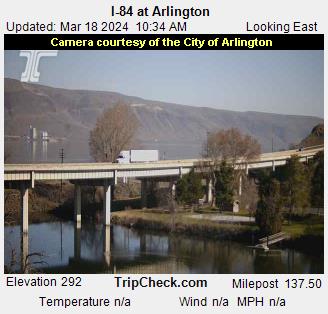 I-84 at Arlington
Updated: Mar 18 2024 10:34 AM Looking East
Camera courtesy of the City of Arlington
Elevation 292 TripCheck.com Milepost 137.50
Temperature n/a Wind n/a MPH n/a